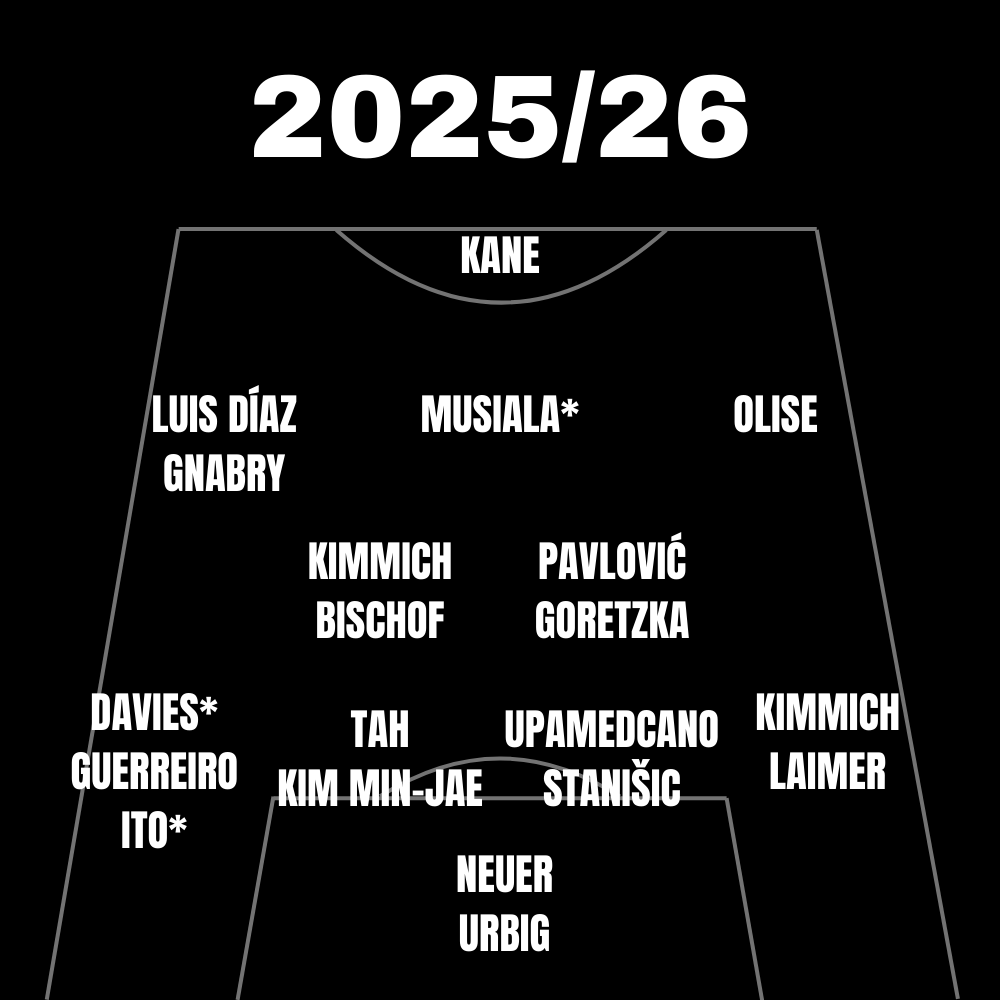 2025/26
KANE
LUIS DÍAZ
MUSIALA*
OLISE
GNABRY
KIMMICH
PAVLOVIĆ
BISCHOF
GORETZKA
DAVIES*
GUERREIRO
ITO*
TAH
KIM MIN-JAE
UPAMEDCANO
STANIŠIC
KIMMICH
LAIMER
NEUER
URBIG